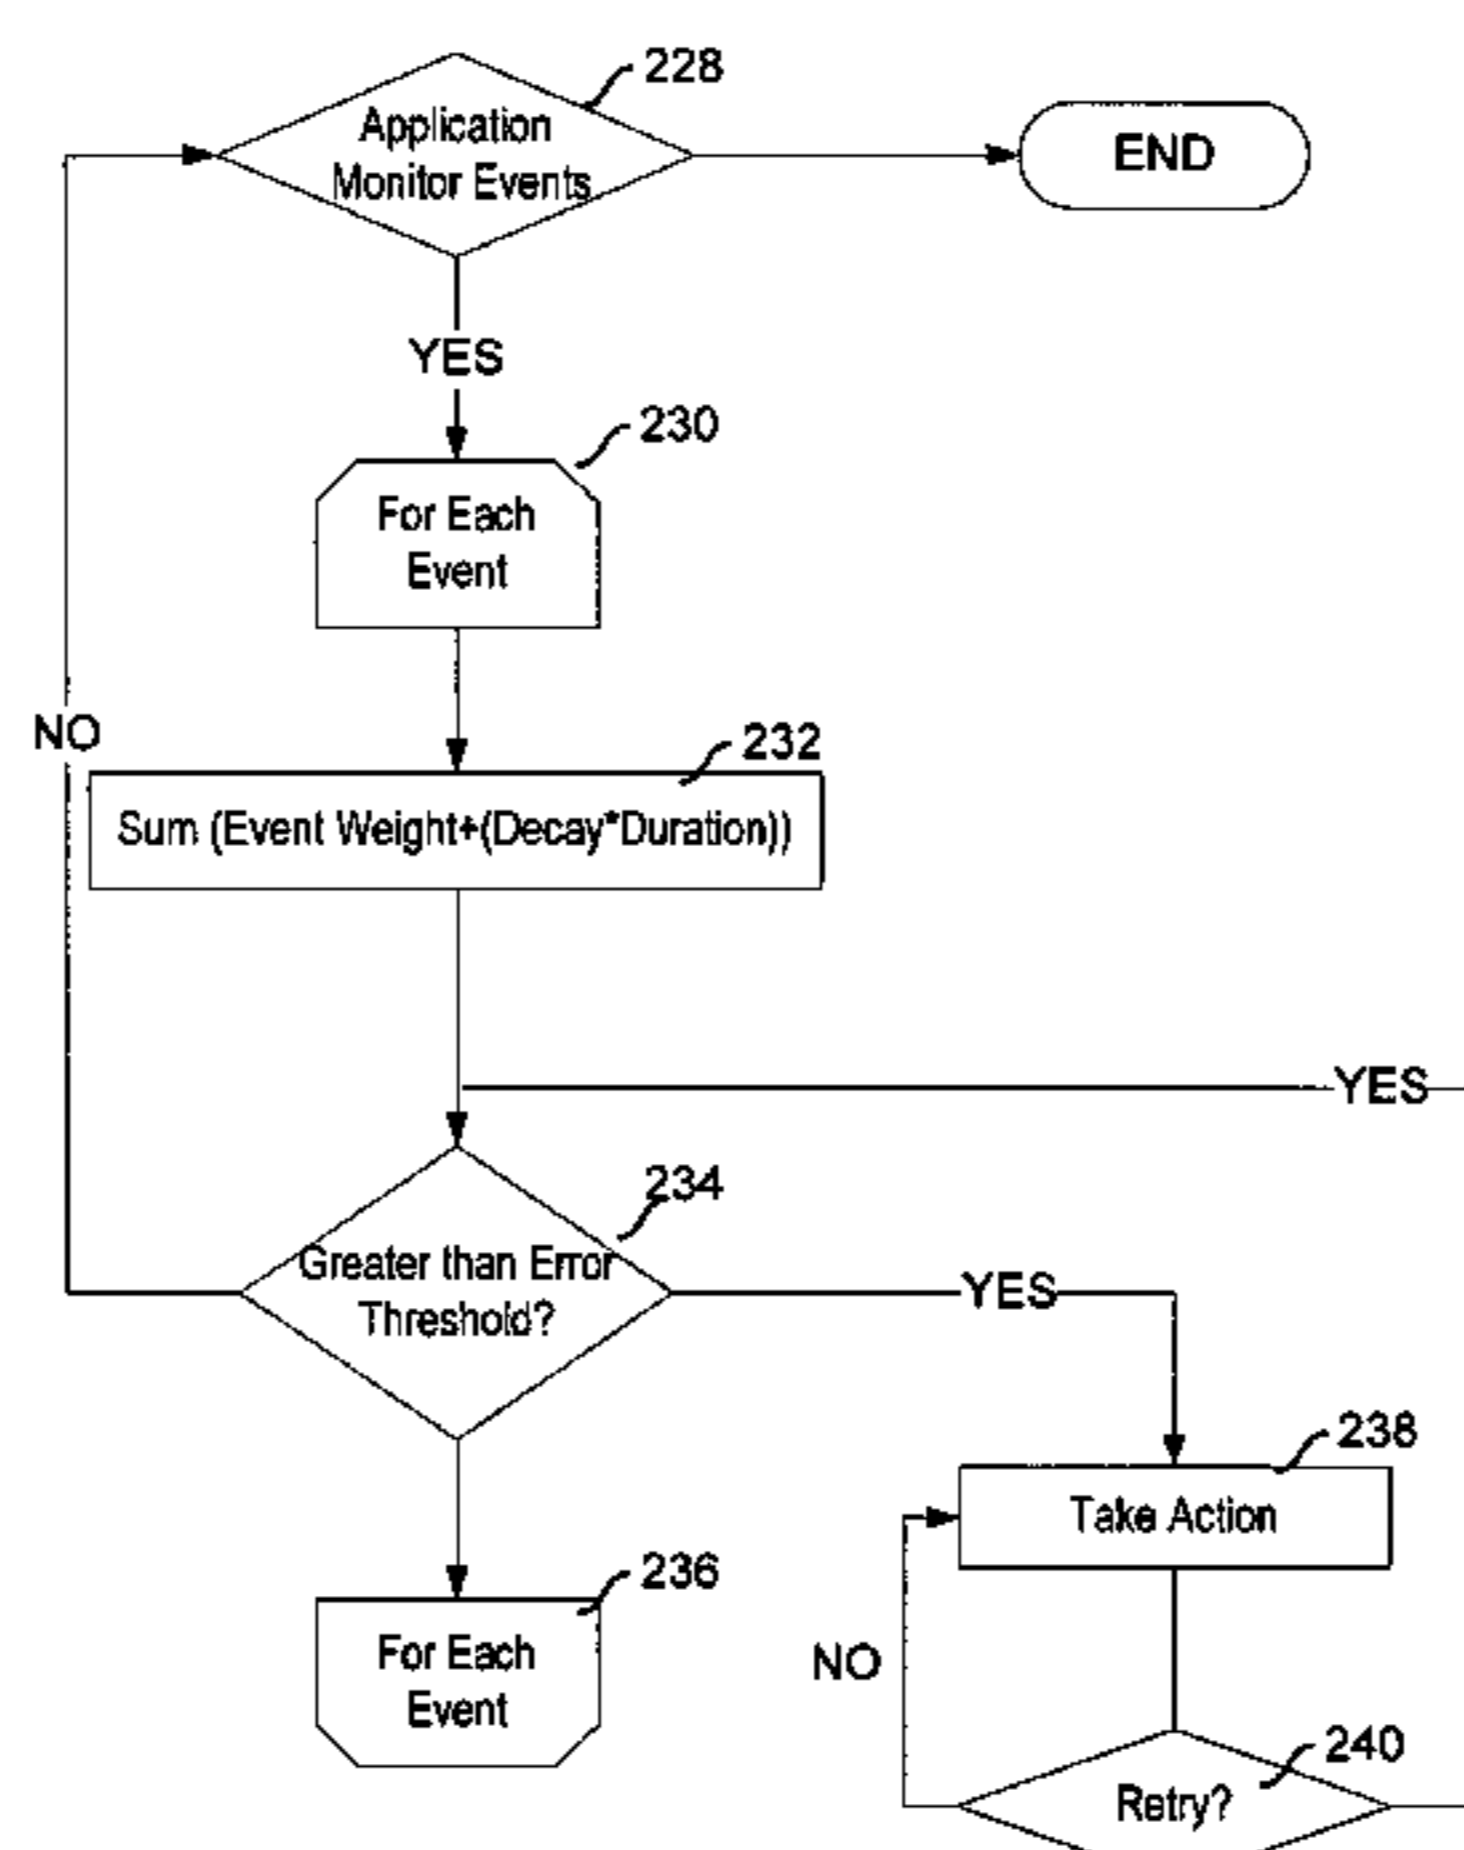 228
Application
Monitor Events
END
YES
230
For Each
Event
NO
232
Sum (Event Weight+(Decay*Duration))
YES
234
Greater than Error
Threshold?
YES
238
Take Action
236
For Each
Event
NO
240
Retry?